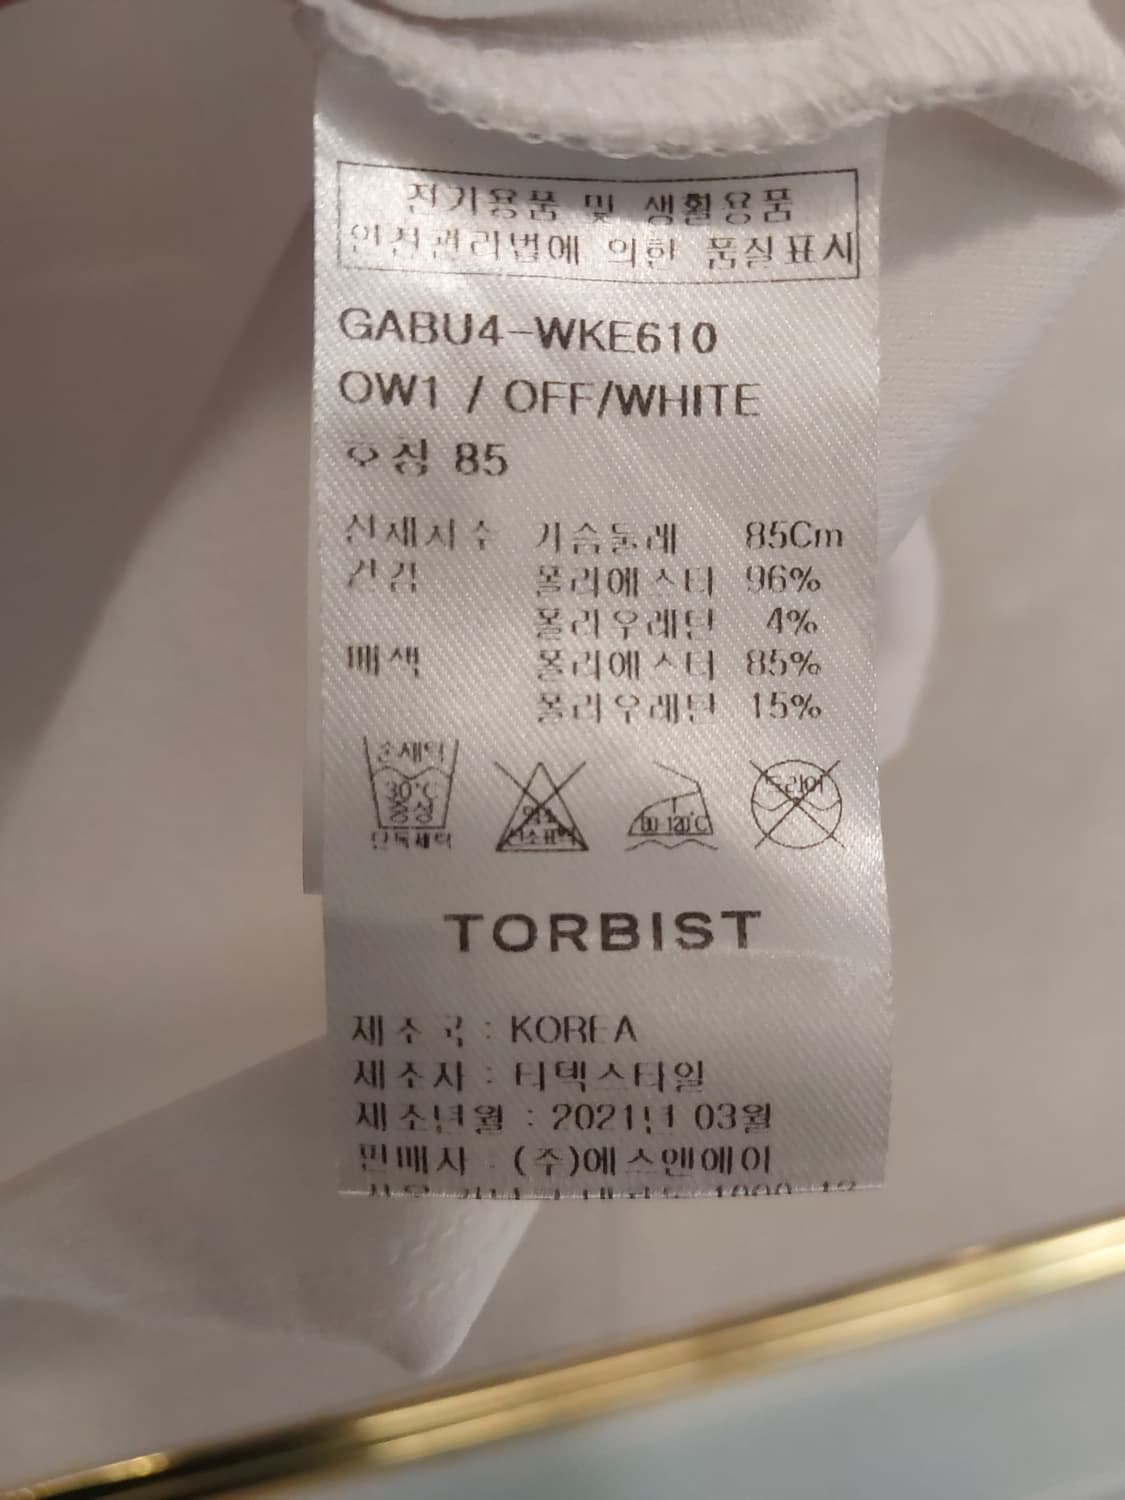 전기용품 및 생활용품
안전관리법에 의한 품질표시
GABU4-WKE610
OW1 / OFF/WHITE
호칭 85
신체치수 가슴둘레 85Cm
겉감 폴리에스터 96%
폴리우레탄 4%
배색 폴리에스터 85%
폴리우레탄 15%
손세탁
30°C
중성
단독세탁
염소
산소표백
80-120°C
드라이
TORBIST
제조국 : KOREA
제조자 : 티텍스타일
제조년월 : 2021년 03월
판매자 : (주)에스앤에이